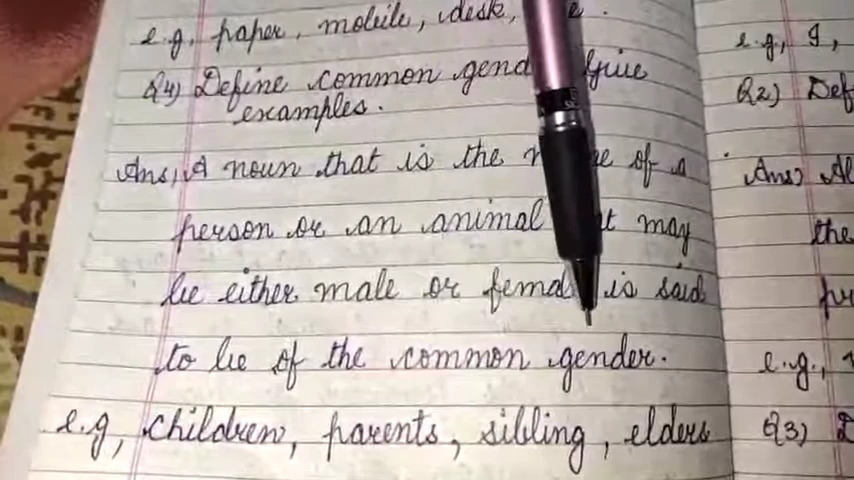 e.g, paper, mobile, desk,
Q4) Define common give
examples.
Ans, A noun that is the of a
person or an animal may
be either male or is said
to be of the common gender.
e.g, children, parents, sibling, elders
e.g, I,
Q2)
Ans)
the
e.g.,
Q3)